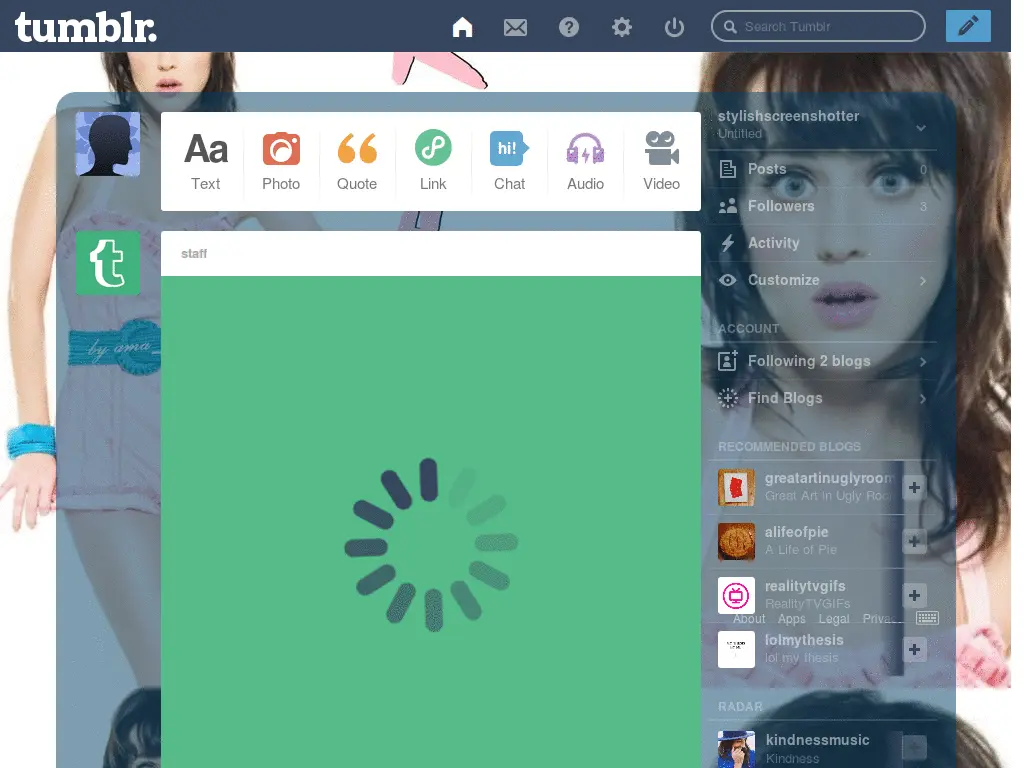 tumblr.
Search Tumblr
Aa
Text
Photo
Quote
Link
hi!
Chat
Audio
Video
t
staff
by ama_
stylishscreenshotter
Untitled
Posts 0
Followers 3
Activity
Customize
ACCOUNT
Following 2 blogs
Find Blogs
RECOMMENDED BLOGS
greatartinuglyroom
Great Art in Ugly Roo
alifeofpie
A Life of Pie
realitytvgifs
RealityTVGIFs
About Apps Legal Priva...
lolmythesis
lol my thesis
RADAR
kindnessmusic
Kindness